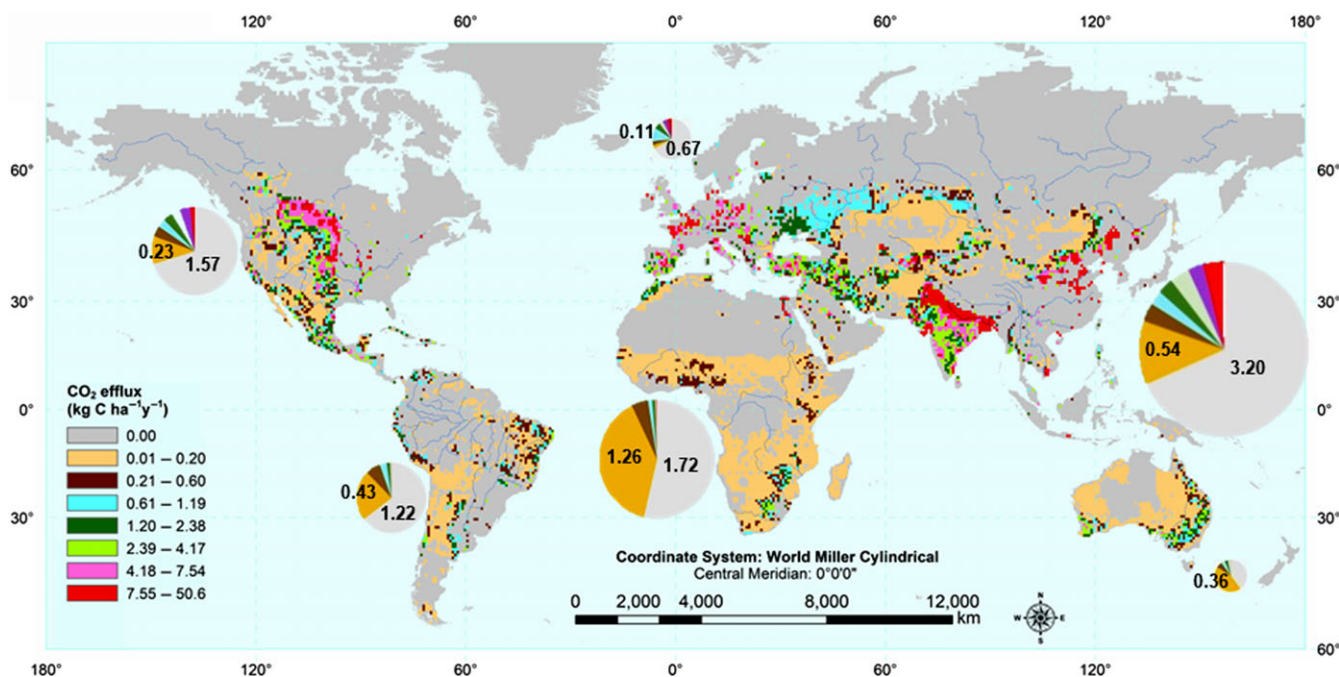 120° 60° 0° 60° 120° 180°
60°
60°
30°
30°
0°
0°
30°
30°
60°
180° 120° 60° 0° 60° 120° 180°
0.11
0.67
0.23
1.57
0.54
3.20
1.26
1.72
0.43
1.22
0.36
CO₂ efflux
(kg C ha⁻¹y⁻¹)
0.00
0.01 – 0.20
0.21 – 0.60
0.61 – 1.19
1.20 – 2.38
2.39 – 4.17
4.18 – 7.54
7.55 – 50.6
Coordinate System: World Miller Cylindrical
Central Meridian: 0°0'0"
0 2,000 4,000 8,000 12,000
km
N
W E
S